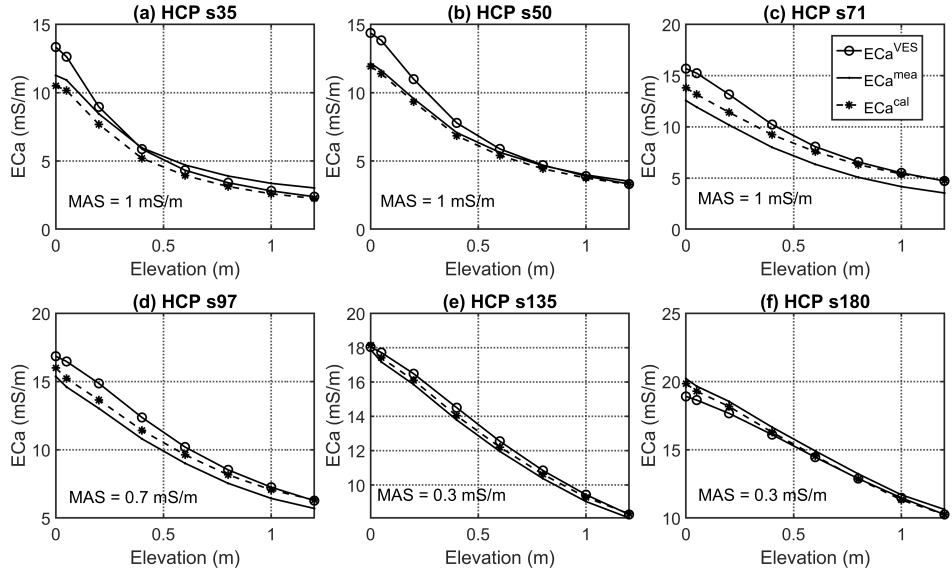 (a) HCP s35
15
10
5
0
ECa (mS/m)
MAS = 1 mS/m
0
0.5
1
Elevation (m)
(b) HCP s50
15
10
5
0
ECa (mS/m)
MAS = 1 mS/m
0
0.5
1
Elevation (m)
(c) HCP s71
20
15
10
5
0
ECa (mS/m)
ECa^VES
ECa^mea
ECa^cal
MAS = 1 mS/m
0
0.5
1
Elevation (m)
(d) HCP s97
20
15
10
5
ECa (mS/m)
MAS = 0.7 mS/m
0
0.5
1
Elevation (m)
(e) HCP s135
20
18
16
14
12
10
ECa (mS/m)
MAS = 0.3 mS/m
0
0.5
1
Elevation (m)
(f) HCP s180
25
20
15
10
ECa (mS/m)
MAS = 0.3 mS/m
0
0.5
1
Elevation (m)